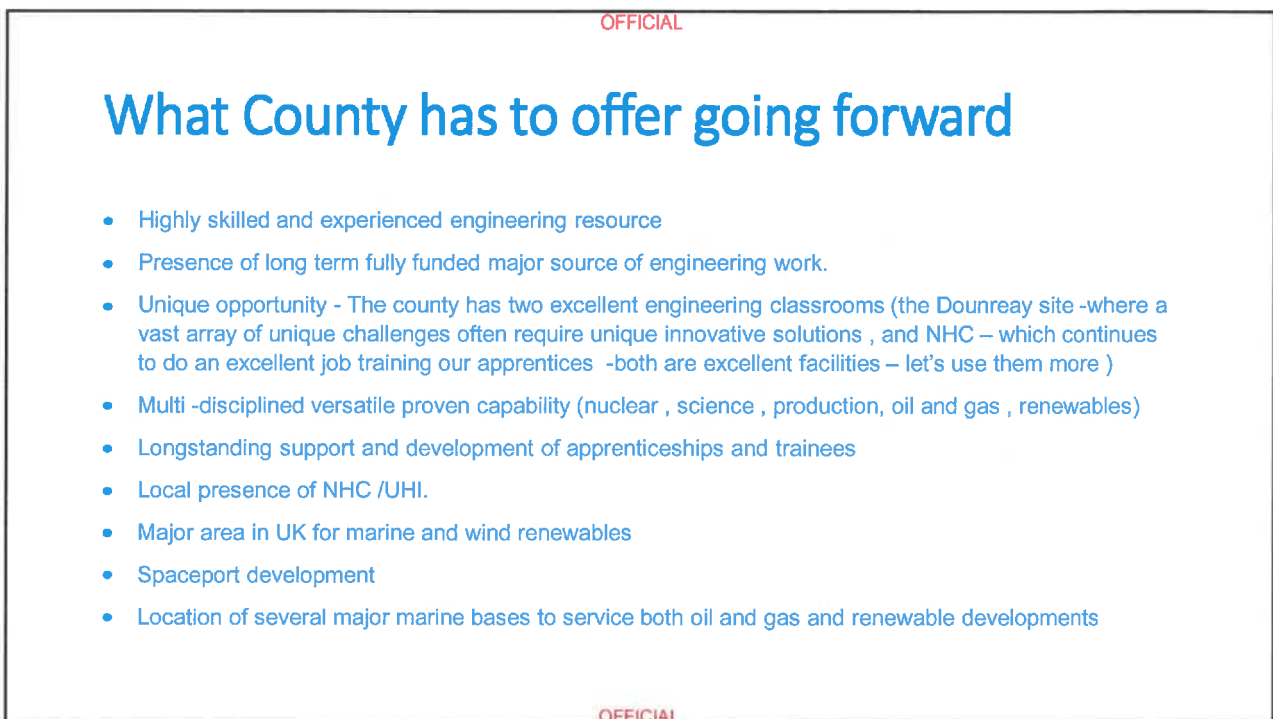 OFFICIAL
What County has to offer going forward
• Highly skilled and experienced engineering resource
• Presence of long term fully funded major source of engineering work.
• Unique opportunity - The county has two excellent engineering classrooms (the Dounreay site -where a
vast array of unique challenges often require unique innovative solutions , and NHC – which continues
to do an excellent job training our apprentices -both are excellent facilities – let's use them more )
• Multi -disciplined versatile proven capability (nuclear , science , production, oil and gas , renewables)
• Longstanding support and development of apprenticeships and trainees
• Local presence of NHC /UHI.
• Major area in UK for marine and wind renewables
• Spaceport development
• Location of several major marine bases to service both oil and gas and renewable developments
OFFICIAL